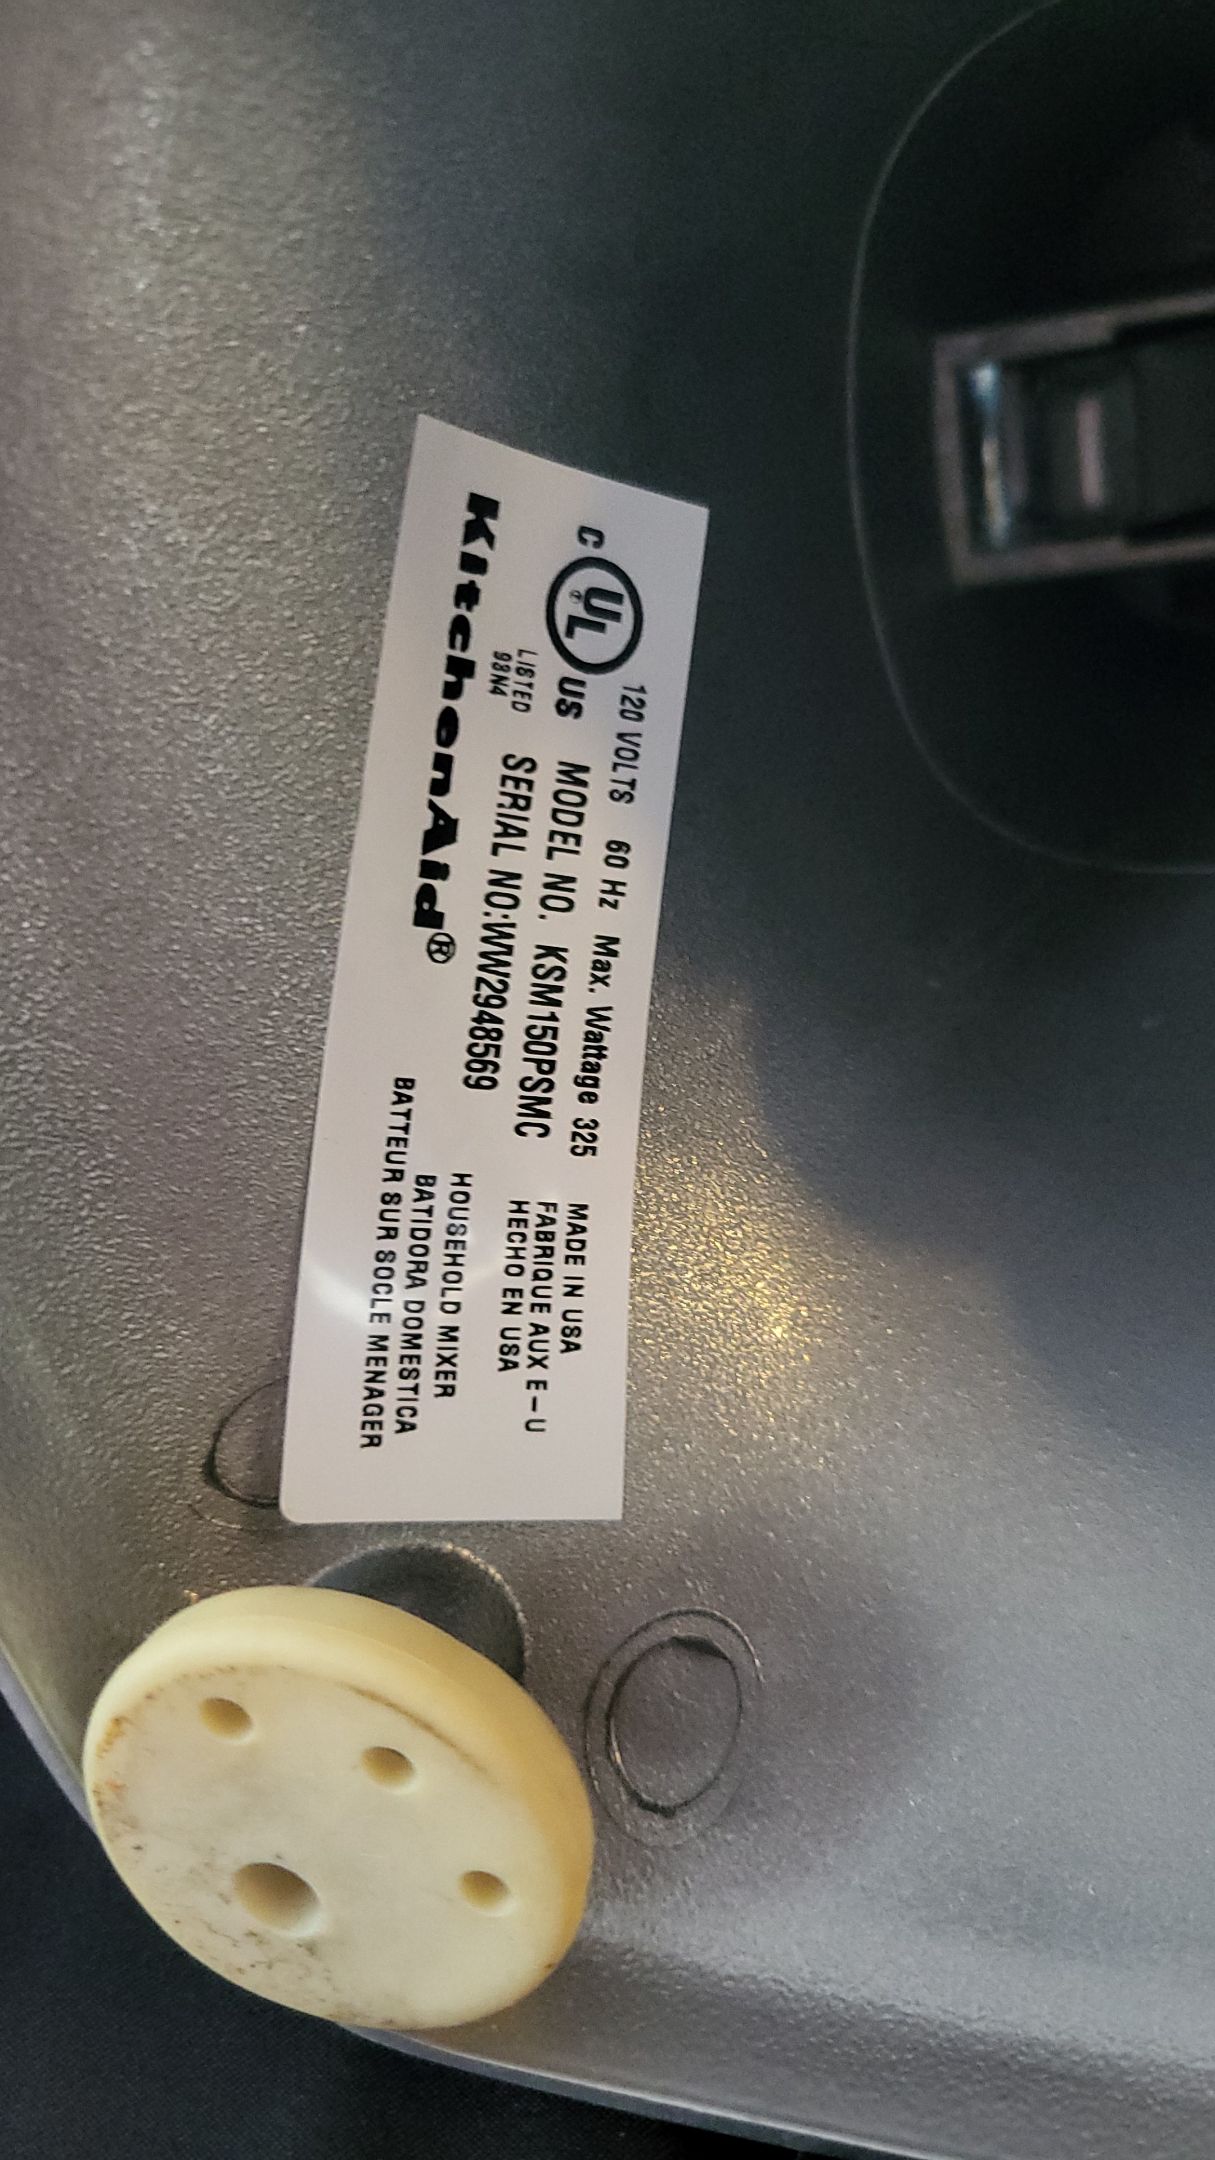 120 VOLTS 60 Hz Max. Wattage 325
C UL® US
LISTED
93N4
MODEL NO. KSM150PSMC
SERIAL NO:WW2948569
KitchenAid®
MADE IN USA
FABRIQUE AUX E-U
HECHO EN USA
HOUSEHOLD MIXER
BATIDORA DOMESTICA
BATTEUR SUR SOCLE MENAGER